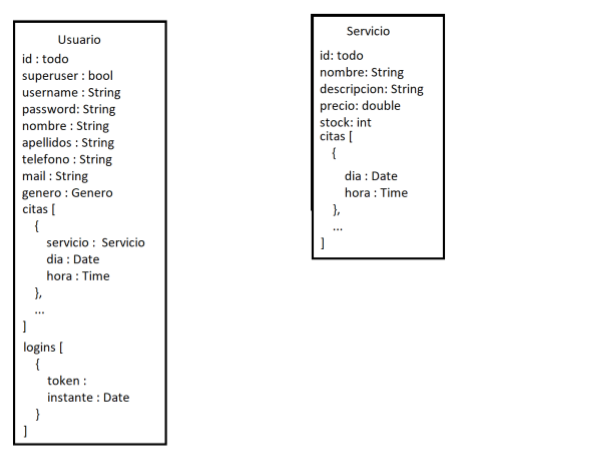 Usuario
id : todo
superuser : bool
username : String
password: String
nombre : String
apellidos : String
telefono : String
mail : String
genero : Genero
citas [
{
servicio : Servicio
dia : Date
hora : Time
},
...
]
logins [
{
token :
instante : Date
}
]
Servicio
id: todo
nombre: String
descripcion: String
precio: double
stock: int
citas [
{
dia : Date
hora : Time
},
...
]